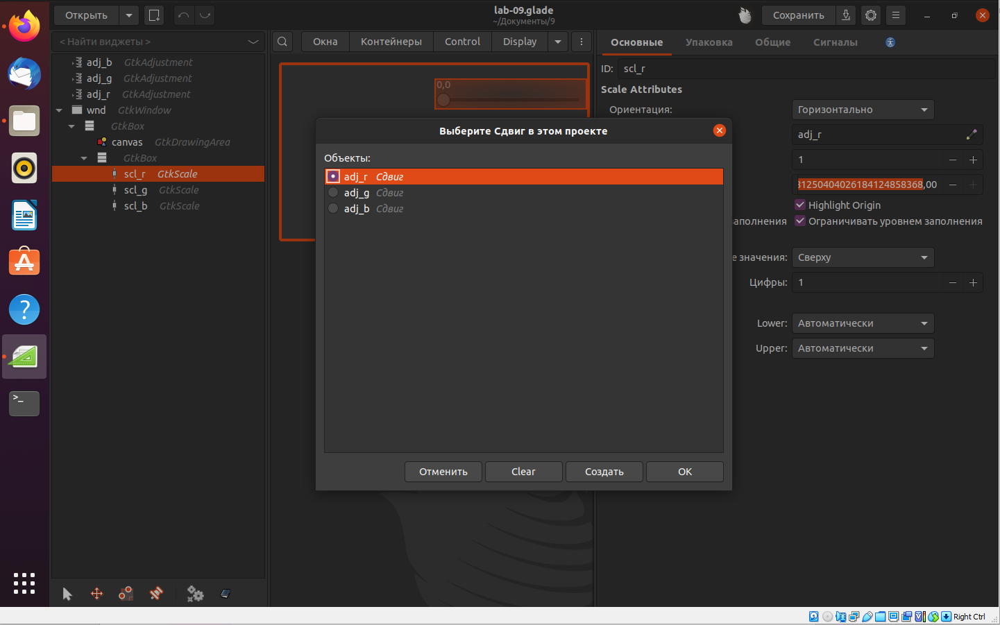 Открыть
lab-09.glade
~/Документы/9
Сохранить
< Найти виджеты >
Окна
Контейнеры
Control
Display
Основные
Упаковка
Общие
Сигналы
adj_b GtkAdjustment
adj_g GtkAdjustment
adj_r GtkAdjustment
wnd GtkWindow
GtkBox
canvas GtkDrawingArea
GtkBox
scl_r GtkScale
scl_g GtkScale
scl_b GtkScale
0,0
ID: scl_r
Scale Attributes
Ориентация: Горизонтально
adj_r
1
31250404026184124858368,00
Highlight Origin
заполнения Ограничивать уровнем заполнения
е значения: Сверху
Цифры: 1
Lower: Автоматически
Upper: Автоматически
Выберите Сдвиг в этом проекте
Объекты:
adj_r Сдвиг
adj_g Сдвиг
adj_b Сдвиг
Отменить
Clear
Создать
OK
Right Ctrl